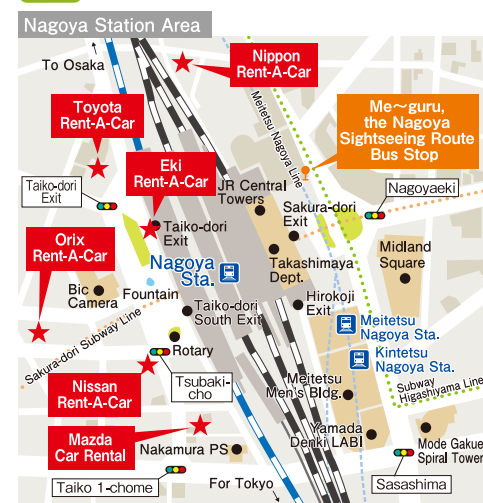 Nagoya Station Area
To Osaka
Nippon
Rent-A-Car
Toyota
Rent-A-Car
Meitetsu Nagoya Line
Me～guru,
the Nagoya
Sightseeing Route
Bus Stop
Eki
Rent-A-Car
Taiko-dori
Exit
JR Central
Towers
Nagoyaeki
Sakura-dori
Exit
Taiko-dori
Exit
Orix
Rent-A-Car
Nagoya
Sta.
Takashimaya
Dept.
Midland
Square
Bic
Camera
Fountain
Taiko-dori
South Exit
Hirokoji
Exit
Meitetsu
Nagoya Sta.
Sakura-dori Subway Line
Rotary
Kintetsu
Nagoya Sta.
Nissan
Rent-A-Car
Tsubaki-
cho
Meitetsu
Men's Bldg.
Subway
Higashiyama Line
Mazda
Car Rental
Nakamura PS
Yamada
Denki LABI
Mode Gakue
Spiral Tower
Taiko 1-chome
For Tokyo
Sasashima